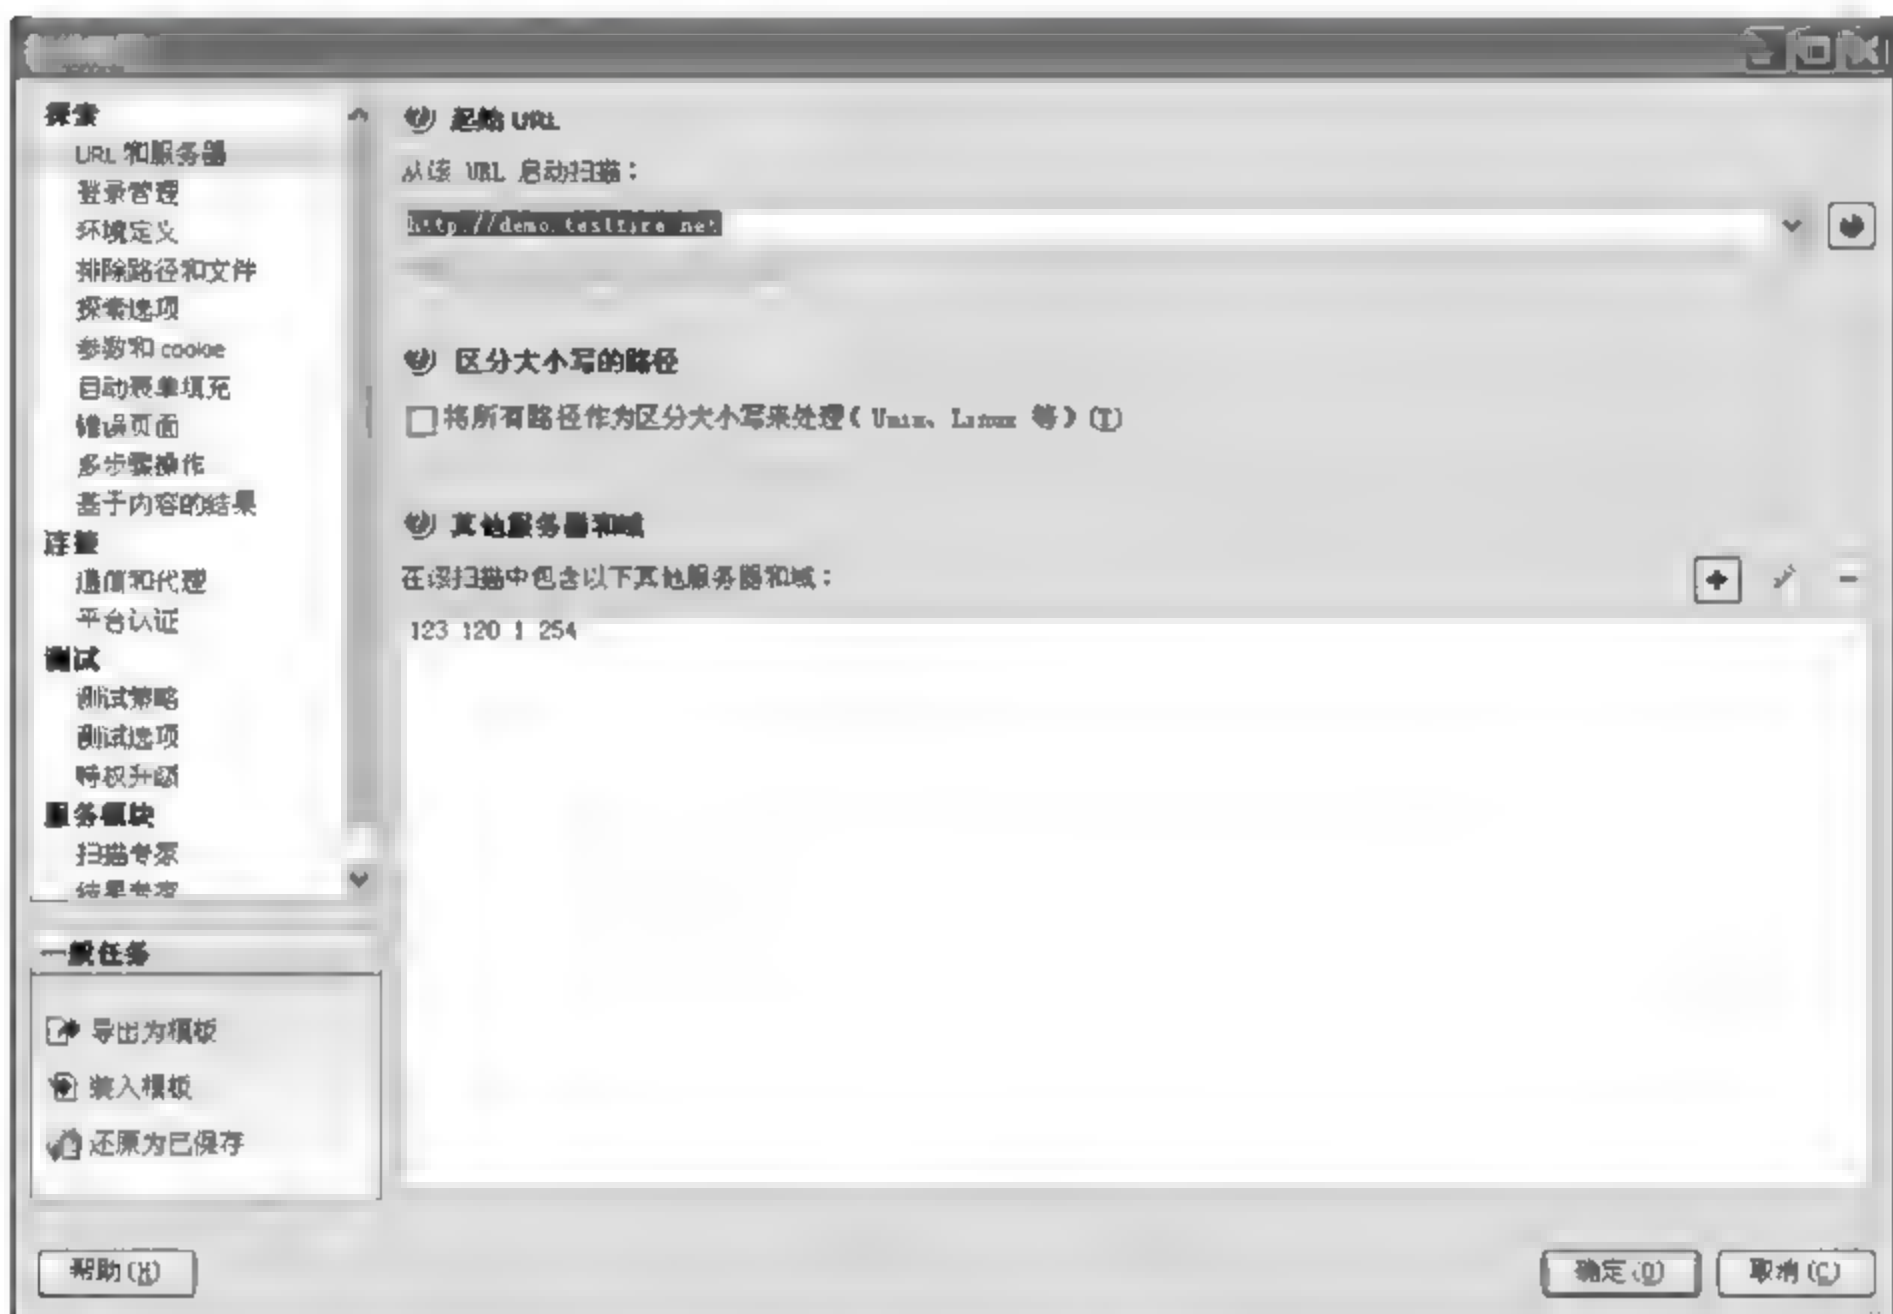 探索
URL 和服务器
登录管理
环境定义
排除路径和文件
探索选项
参数和 cookie
自动表单填充
错误页面
多步骤操作
基于内容的结果
连接
通信和代理
平台认证
测试
测试策略
测试选项
特权升级
服务模块
扫描专家
结果专家
一般任务
导出为模板
装入模板
还原为已保存
帮助(H)
起始 URL
从该 URL 启动扫描：
http://demo.testfire.net
区分大小写的路径
将所有路径作为区分大小写来处理（Unix、Linux 等）(T)
其他服务器和域
在该扫描中包含以下其他服务器和域：
123 120 1 254
确定(O)
取消(C)